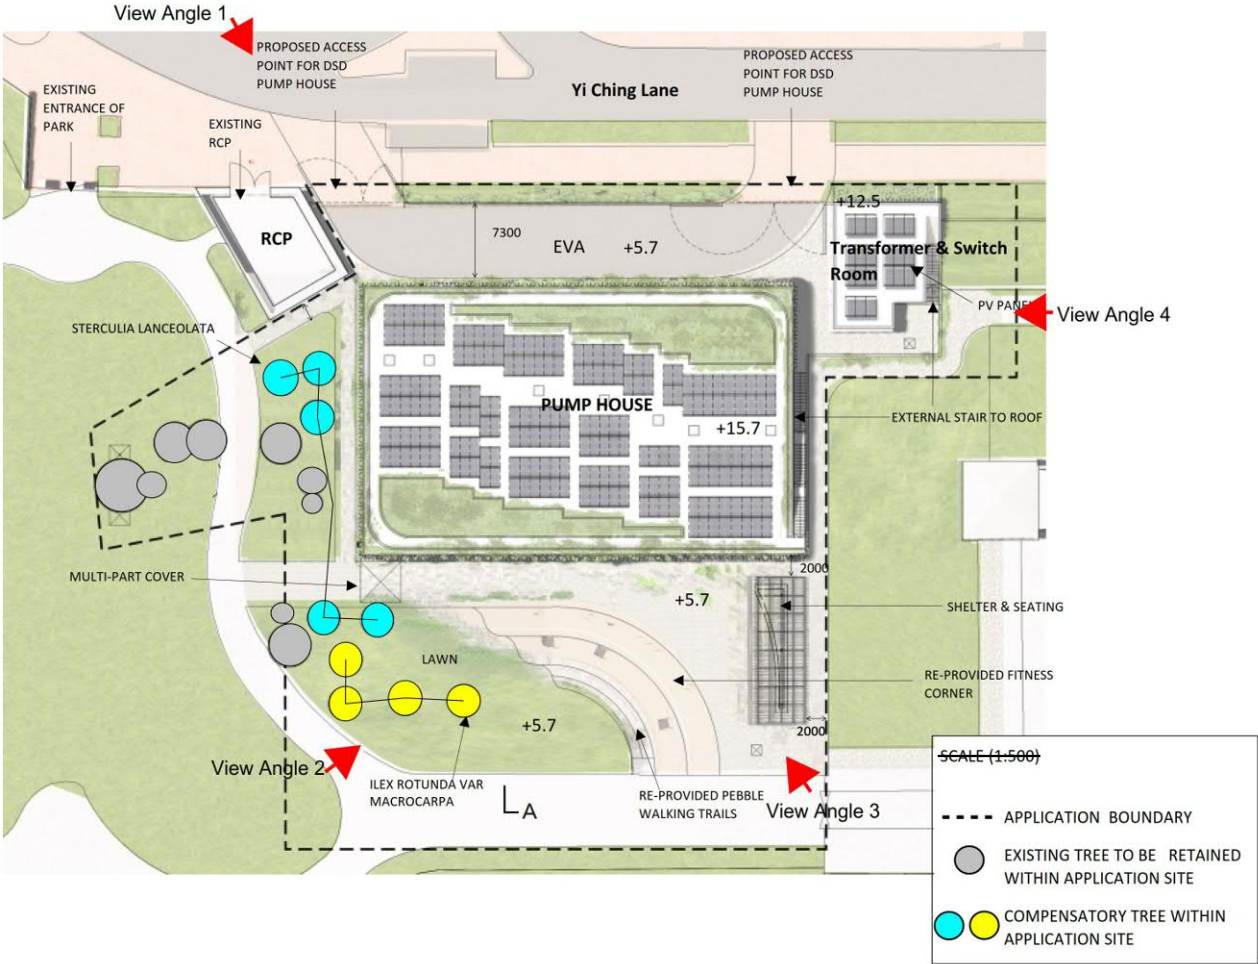 View Angle 1
PROPOSED ACCESS
POINT FOR DSD
PUMP HOUSE
PROPOSED ACCESS
POINT FOR DSD
PUMP HOUSE
Yi Ching Lane
EXISTING
ENTRANCE OF
PARK
EXISTING
RCP
+12.5
RCP
7300
EVA
+5.7
Transformer & Switch
Room
PV PANEL
View Angle 4
STERCULIA LANCEOLATA
PUMP HOUSE
+15.7
EXTERNAL STAIR TO ROOF
MULTI-PART COVER
2000
+5.7
SHELTER & SEATING
LAWN
RE-PROVIDED FITNESS
CORNER
+5.7
2000
View Angle 2
ILEX ROTUNDA VAR
MACROCARPA
A
RE-PROVIDED PEBBLE
WALKING TRAILS
View Angle 3
SCALE (1:500)
APPLICATION BOUNDARY
EXISTING TREE TO BE RETAINED
WITHIN APPLICATION SITE
COMPENSATORY TREE WITHIN
APPLICATION SITE